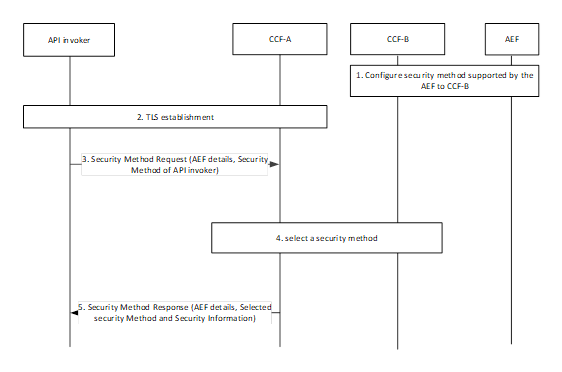 API invoker
CCF-A
CCF-B
AEF
1. Configure security method supported by the
AEF to CCF-B
2. TLS establishment
3. Security Method Request (AEF details, Security
Method of API invoker)
4. select a security method
5. Security Method Response (AEF details, Selected
security Method and Security Information)